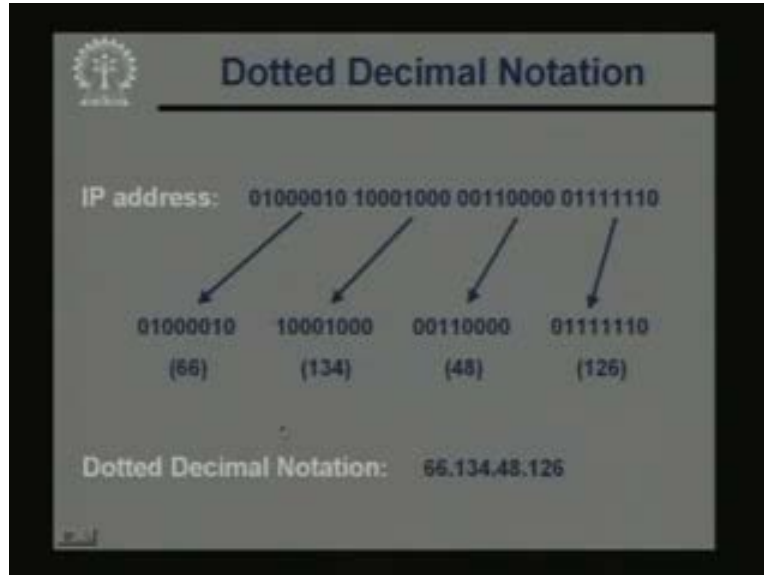 Dotted Decimal Notation
IP address: 01000010 10001000 00110000 01111110
01000010 10001000 00110000 01111110
(66) (134) (48) (126)
Dotted Decimal Notation: 66.134.48.126